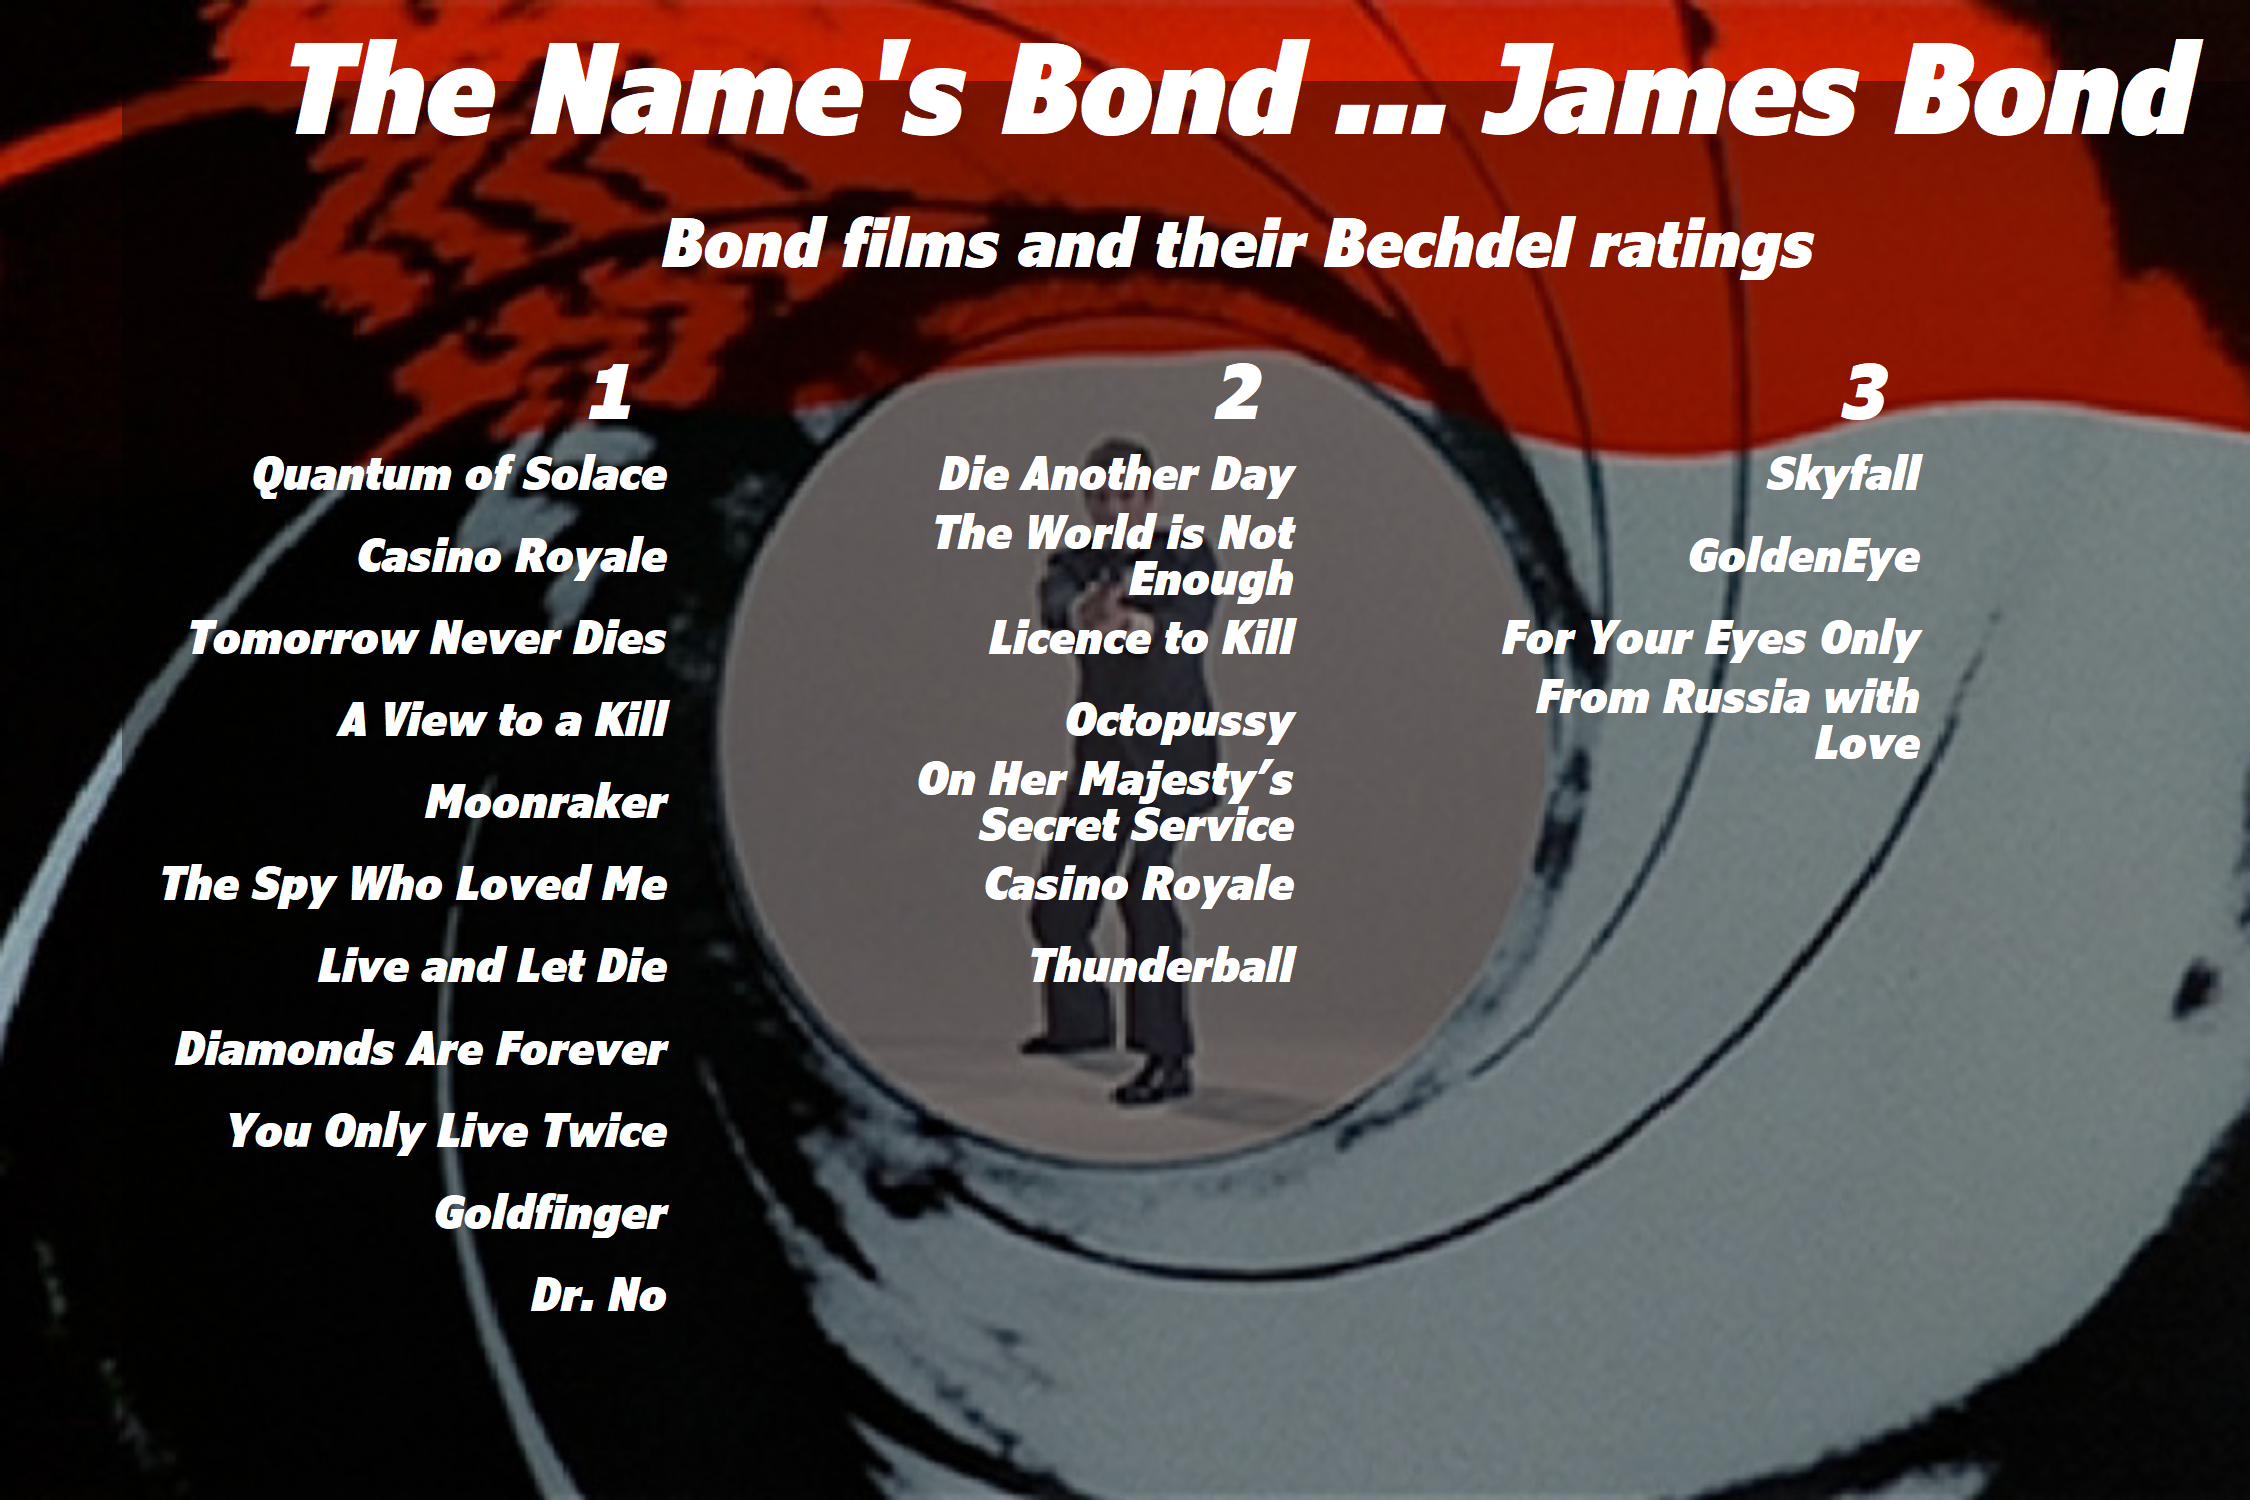 The Name's Bond ... James Bond
Bond films and their Bechdel ratings
1
Quantum of Solace
Casino Royale
Tomorrow Never Dies
A View to a Kill
Moonraker
The Spy Who Loved Me
Live and Let Die
Diamonds Are Forever
You Only Live Twice
Goldfinger
Dr. No
2
Die Another Day
The World is Not
Enough
Licence to Kill
Octopussy
On Her Majesty’s
Secret Service
Casino Royale
Thunderball
3
Skyfall
GoldenEye
For Your Eyes Only
From Russia with
Love